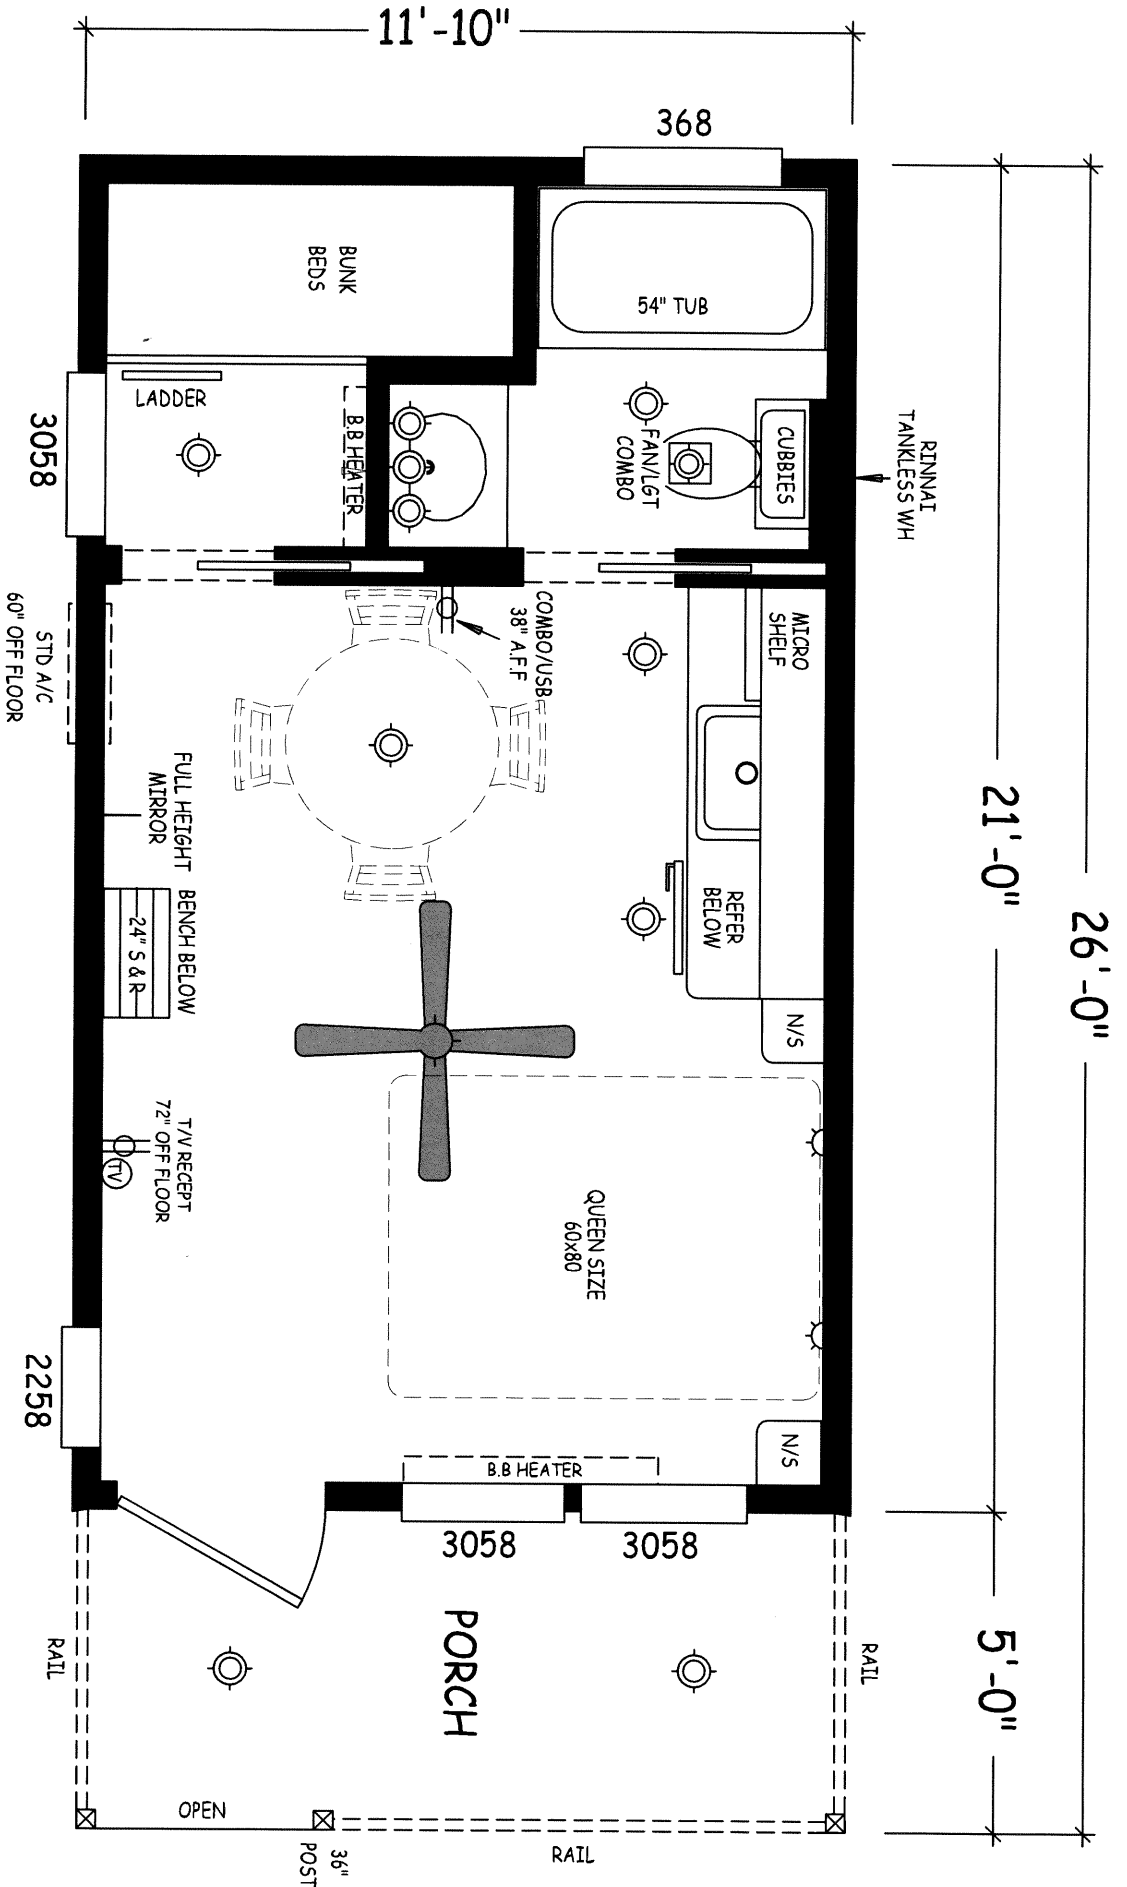 11'-10"
368
26'-0"
21'-0"
5'-0"
RINNAI
TANKLESS WH
BUNK
BEDS
54" TUB
LADDER
B.B HEATER
FAN/LGT
COMBO
CUBBIES
3058
STD A/C
60" OFF FLOOR
COMBO/USB
38" A.F.F
MICRO
SHELF
FULL HEIGHT
MIRROR
BENCH BELOW
24" S & R
REFER
BELOW
N/S
T/V RECEPT
72" OFF FLOOR
TV
QUEEN SIZE
60x80
2258
N/S
B.B HEATER
3058
3058
PORCH
RAIL
RAIL
OPEN
36"
POST
RAIL